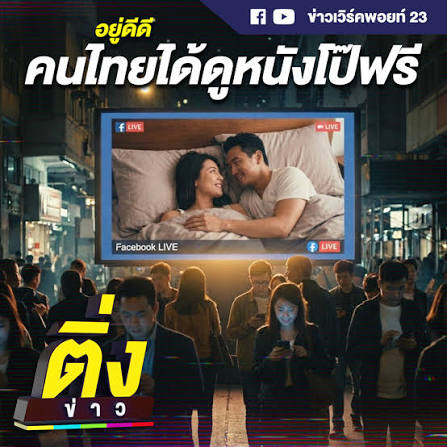 ข่าวเวิร์คพอยท์ 23
อยู่ดีดี
คนไทยได้ดูหนังโป๊ฟรี
LIVE
LIVE
Facebook LIVE
LIVE
ติ่ง
ข่าว